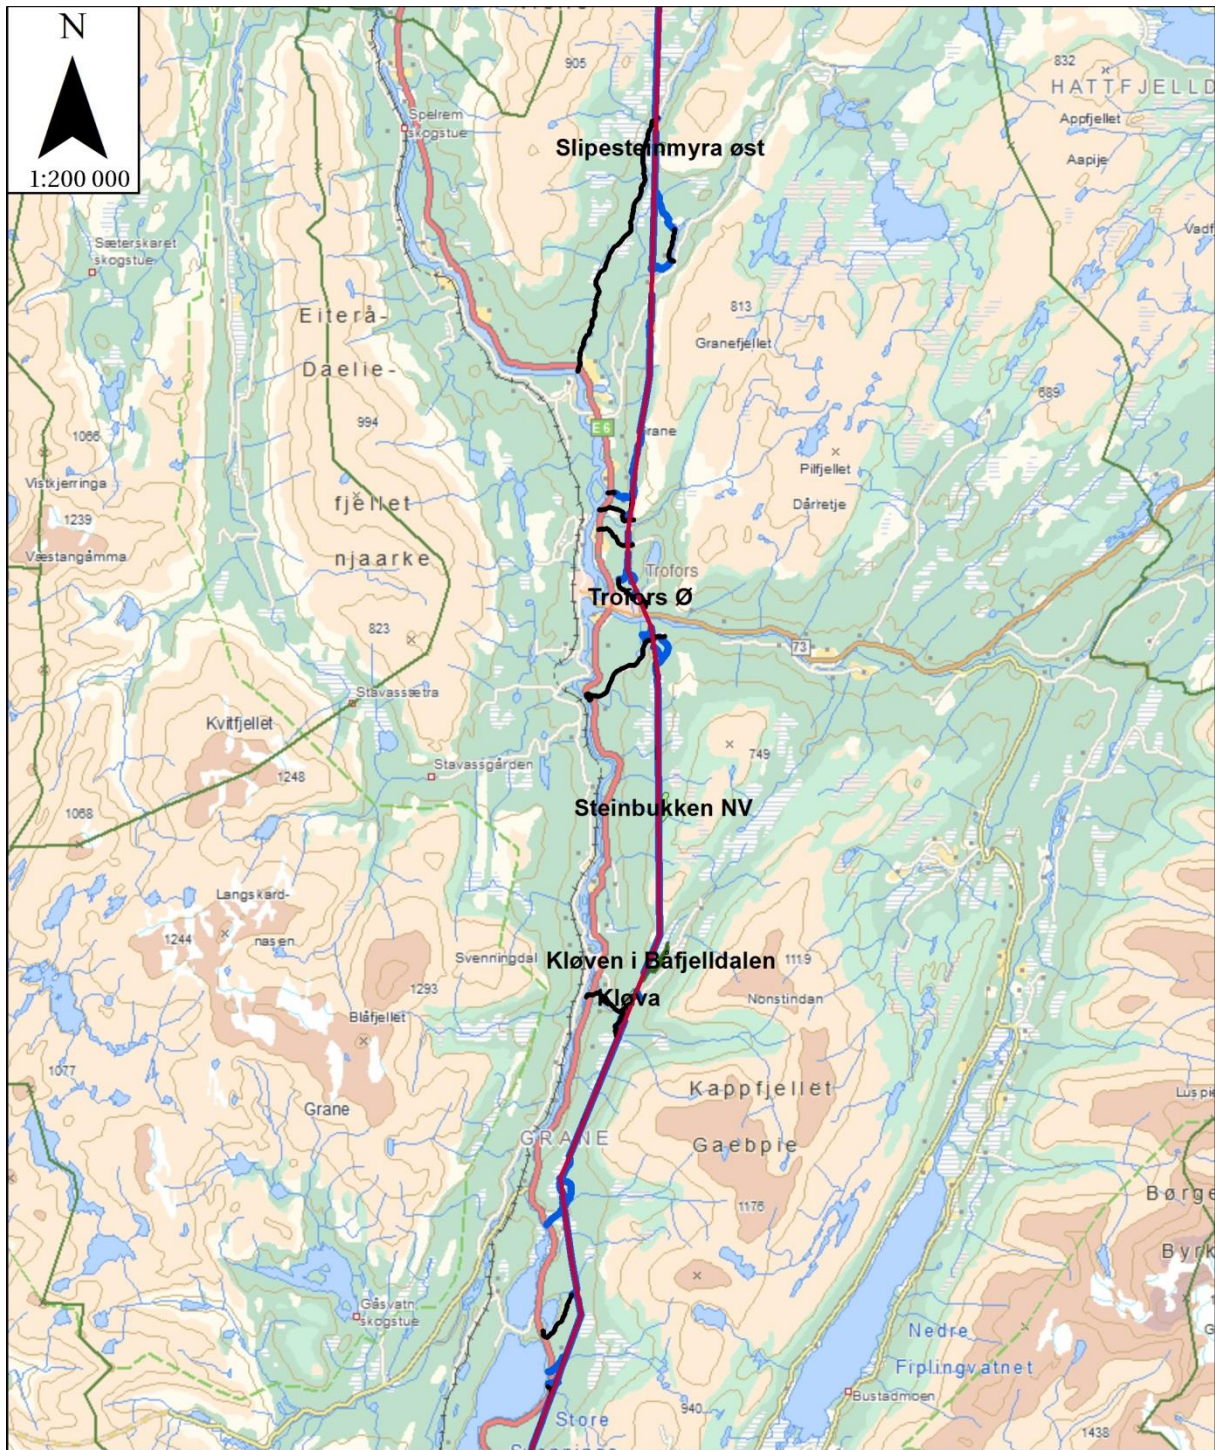 N
1:200 000
905
832
HATTFJELLD
Spelrem
skogstue
Appfjellet
Aapije
Slipesteinmyra øst
Sæterskaret
skogstue
Vadf
Eiterå-
813
Granefjellet
Daelie-
689
994
1066
E 6
Grane
Pilfjellet
Vistkjerringa
fjellet
Dårretje
1239
Væstangåmma
njaarke
Trofors
Trofors Ø
823
73
Stavassætra
Kvitfjellet
749
Stavassgården
1248
1068
Steinbukken NV
Langskard-
1244
nasen
Svenningdal
Kløven i Båfjelldalen
1119
1293
Kløva
Nonstindan
Blåfjellet
1077
Kappfjellet
Grane
GRANE
Gaebpie
1176
Børge
Byrk
Gåsvatn
skogstue
Nedre
Fiplingvatnet
Bustadmoen
940
Store
1438